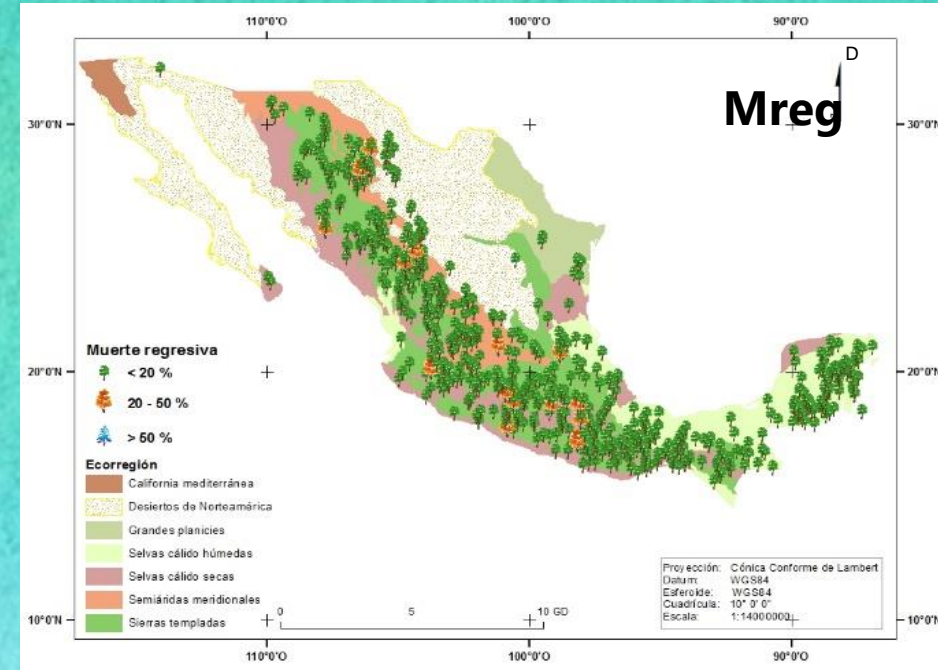 110°0'O 100°0'O 90°0'O
D
Mreg
30°0'N 30°0'N
20°0'N 20°0'N
10°0'N 10°0'N
Muerte regresiva
< 20 %
20 - 50 %
> 50 %
Ecorregión
California mediterránea
Desiertos de Norteamérica
Grandes planicies
Selvas cálido húmedas
Selvas cálido secas
Semiáridas meridionales
Sierras templadas
0 5 10 GD
Proyección: Cónica Conforme de Lambert
Datum: WGS84
Esferoide: WGS84
Cuadrícula: 10° 0' 0"
Escala: 1:14000000
110°0'O 100°0'O 90°0'O